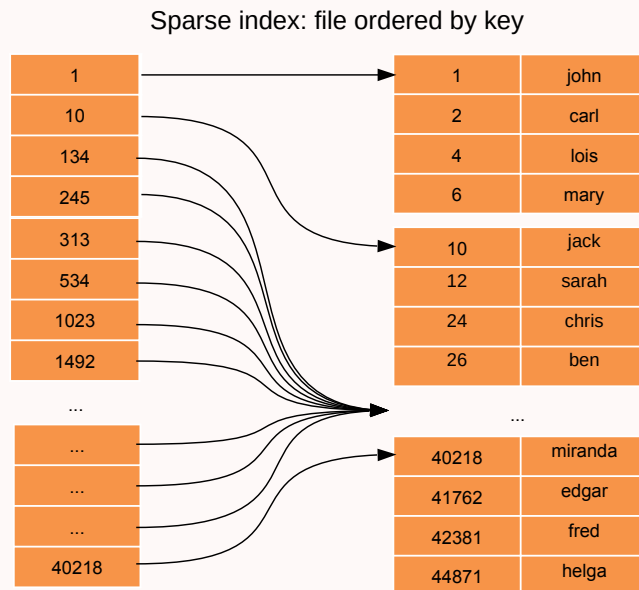 Sparse index: file ordered by key
1
10
134
245
313
534
1023
1492
...
...
...
...
40218
1 john
2 carl
4 lois
6 mary
10 jack
12 sarah
24 chris
26 ben
...
40218 miranda
41762 edgar
42381 fred
44871 helga